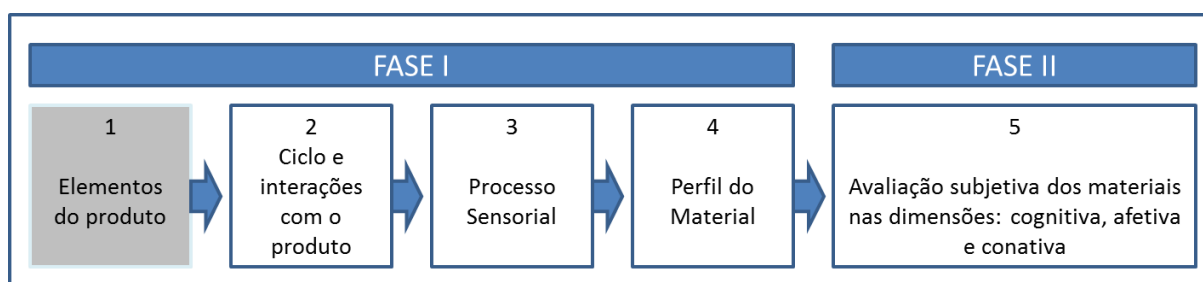 FASE I
FASE II
1
Elementos
do produto
2
Ciclo e
interações
com o
produto
3
Processo
Sensorial
4
Perfil do
Material
5
Avaliação subjetiva dos materiais
nas dimensões: cognitiva, afetiva
e conativa